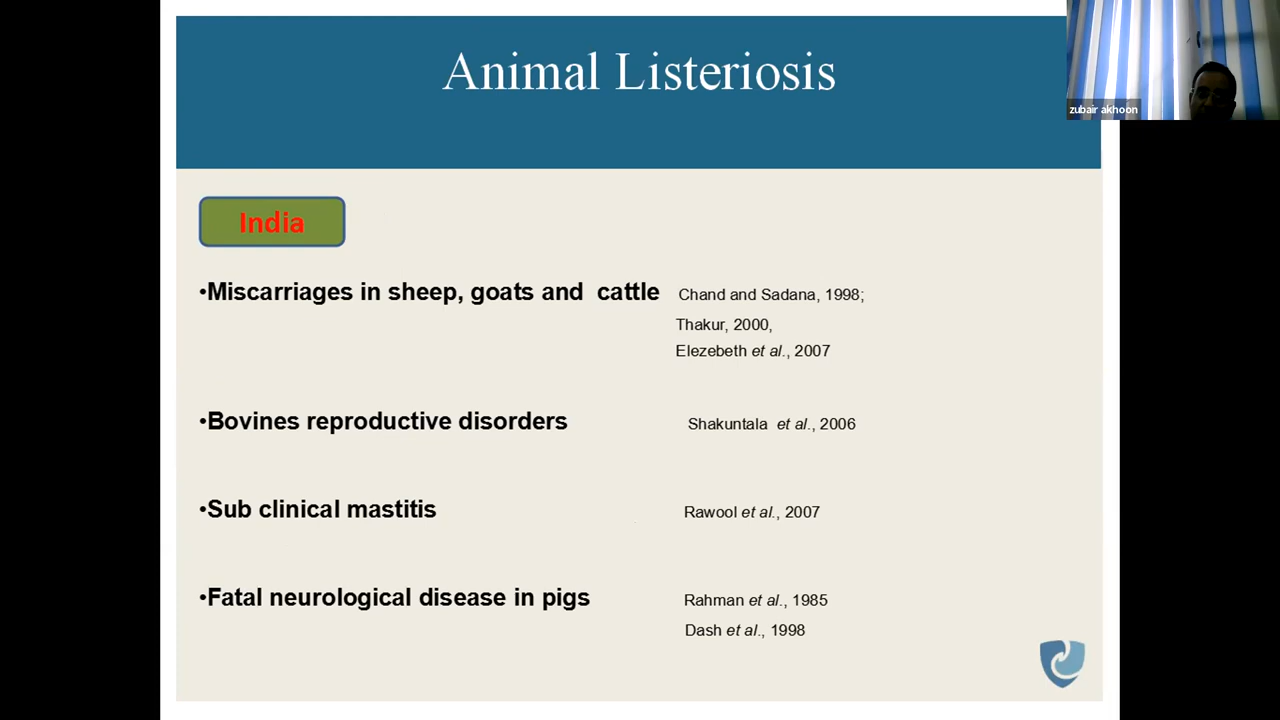 Animal Listeriosis
zubair akhoon
India
•Miscarriages in sheep, goats and cattle Chand and Sadana, 1998;
Thakur, 2000,
Elezebeth et al., 2007
•Bovines reproductive disorders Shakuntala et al., 2006
•Sub clinical mastitis Rawool et al., 2007
•Fatal neurological disease in pigs Rahman et al., 1985
Dash et al., 1998